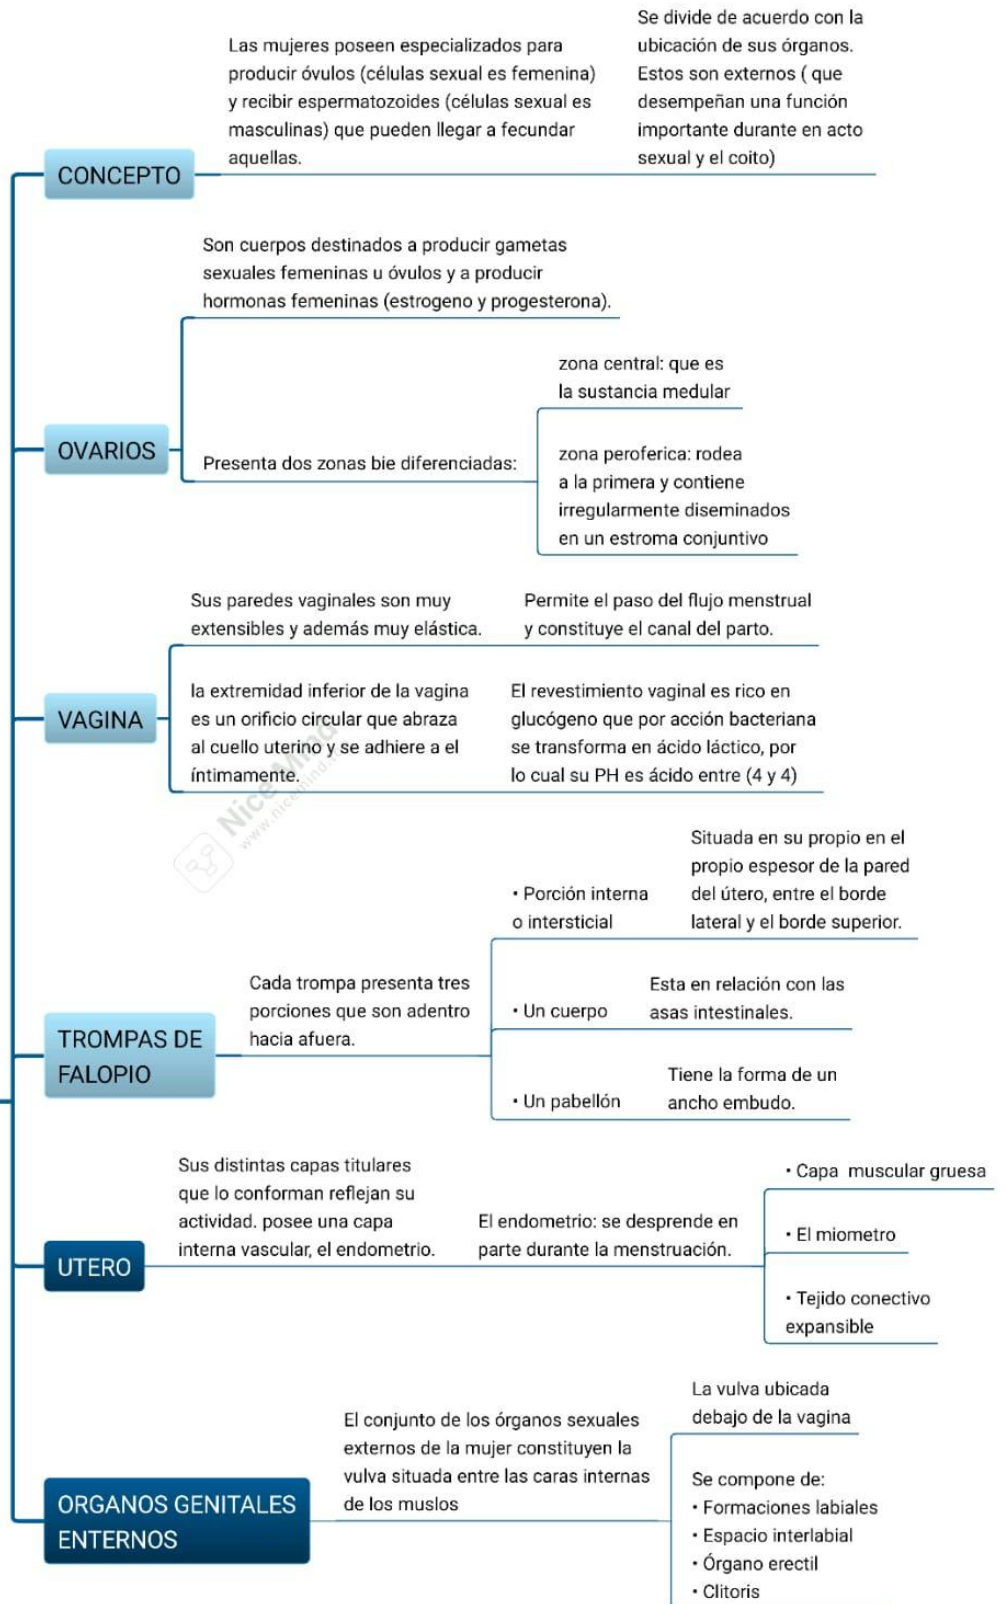 Las mujeres poseen especializados para
producir óvulos (células sexual es femenina)
y recibir espermatozoides (células sexual es
masculinas) que pueden llegar a fecundar
aquellas.
Se divide de acuerdo con la
ubicación de sus órganos.
Estos son externos ( que
desempeñan una función
importante durante en acto
sexual y el coito)
CONCEPTO
Son cuerpos destinados a producir gametas
sexuales femeninas u óvulos y a producir
hormonas femeninas (estrogeno y progesterona).
OVARIOS
Presenta dos zonas bie diferenciadas:
zona central: que es
la sustancia medular
zona peroferica: rodea
a la primera y contiene
irregularmente diseminados
en un estroma conjuntivo
Sus paredes vaginales son muy
extensibles y además muy elástica.
Permite el paso del flujo menstrual
y constituye el canal del parto.
VAGINA
la extremidad inferior de la vagina
es un orificio circular que abraza
al cuello uterino y se adhiere a el
íntimamente.
El revestimiento vaginal es rico en
glucógeno que por acción bacteriana
se transforma en ácido láctico, por
lo cual su PH es ácido entre (4 y 4)
Nice Mind
www.nicemind.com
TROMPAS DE
FALOPIO
Cada trompa presenta tres
porciones que son adentro
hacia afuera.
• Porción interna
o intersticial
Situada en su propio en el
propio espesor de la pared
del útero, entre el borde
lateral y el borde superior.
• Un cuerpo
Esta en relación con las
asas intestinales.
• Un pabellón
Tiene la forma de un
ancho embudo.
UTERO
Sus distintas capas titulares
que lo conforman reflejan su
actividad. posee una capa
interna vascular, el endometrio.
El endometrio: se desprende en
parte durante la menstruación.
• Capa muscular gruesa
• El miometro
• Tejido conectivo
expansible
ORGANOS GENITALES
ENTERNOS
El conjunto de los órganos sexuales
externos de la mujer constituyen la
vulva situada entre las caras internas
de los muslos
La vulva ubicada
debajo de la vagina
Se compone de:
• Formaciones labiales
• Espacio interlabial
• Órgano erectil
• Clitoris